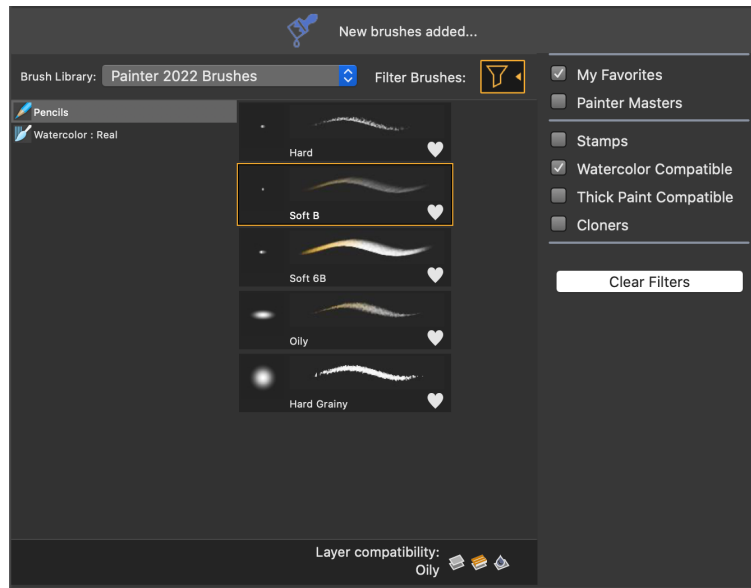 New brushes added...
Brush Library: Painter 2022 Brushes Filter Brushes:
Pencils
Watercolor : Real
Hard
Soft B
Soft 6B
Oily
Hard Grainy
My Favorites
Painter Masters
Stamps
Watercolor Compatible
Thick Paint Compatible
Cloners
Clear Filters
Layer compatibility:
Oily